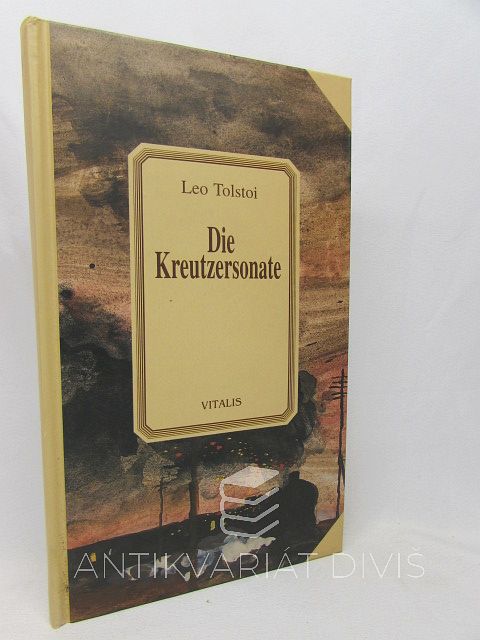 Leo Tolstoi
Die
Kreutzersonate
VITALIS
ANTIKVARIÁT DIVIŠ